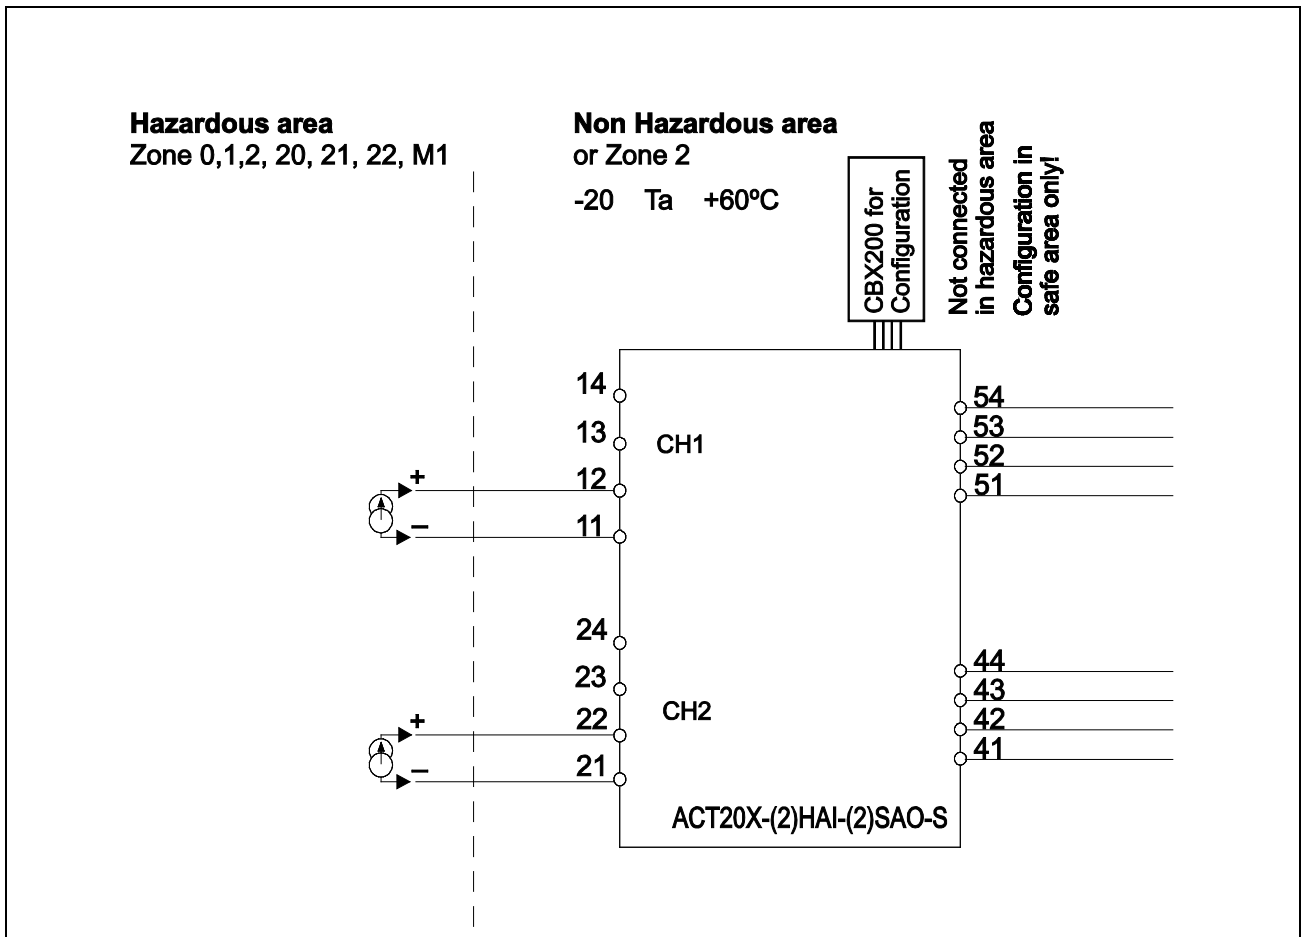 Hazardous area
Zone 0,1,2, 20, 21, 22, M1
Non Hazardous area
or Zone 2
-20 Ta +60ºC
CBX200 for
Configuration
Not connected
in hazardous area
Configuration in
safe area only!
14
13
CH1
12
+
11
−
24
23
CH2
22
+
21
−
54
53
52
51
44
43
42
41
ACT20X-(2)HAI-(2)SAO-S